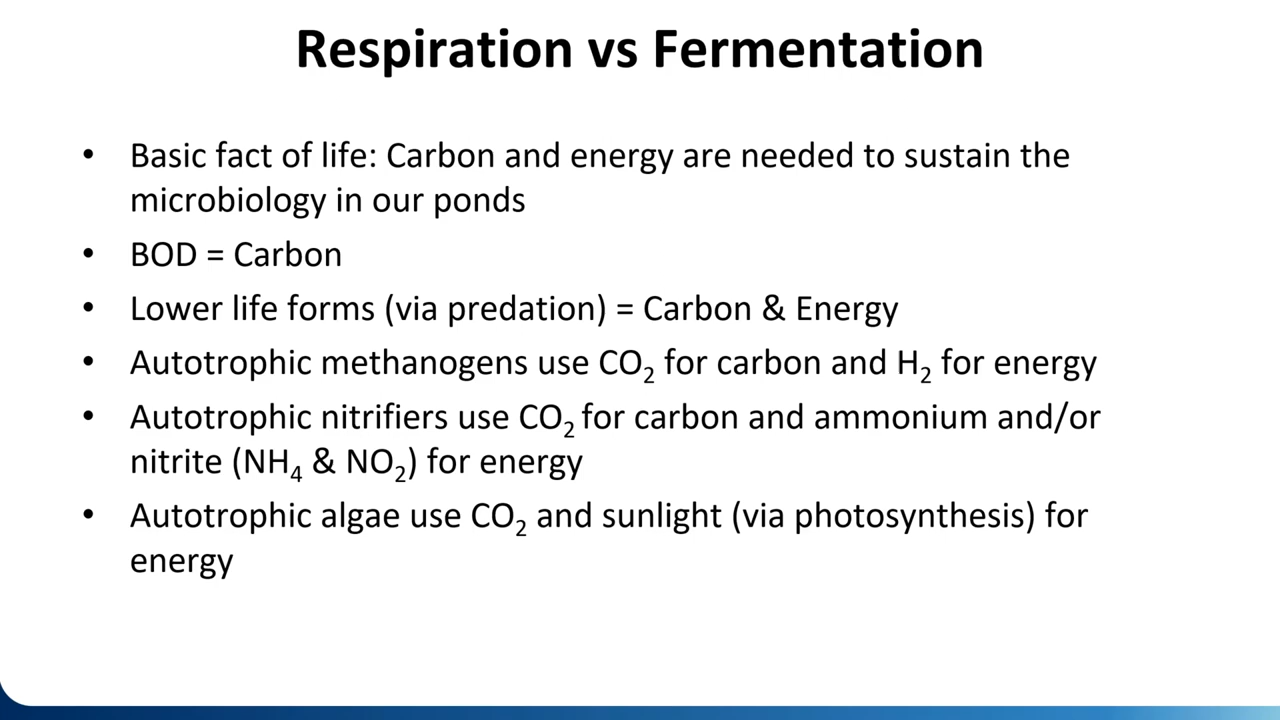 Respiration vs Fermentation
• Basic fact of life: Carbon and energy are needed to sustain the
microbiology in our ponds
• BOD = Carbon
• Lower life forms (via predation) = Carbon & Energy
• Autotrophic methanogens use CO₂ for carbon and H₂ for energy
• Autotrophic nitrifiers use CO₂ for carbon and ammonium and/or
nitrite (NH₄ & NO₂) for energy
• Autotrophic algae use CO₂ and sunlight (via photosynthesis) for
energy